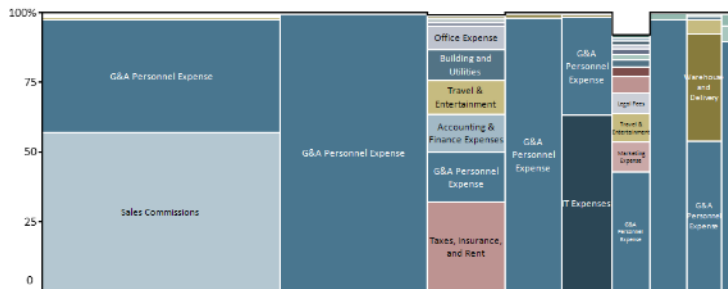 100%
75
50
25
0
G&A Personnel Expense
Sales Commissions
G&A Personnel Expense
Office Expense
Building and
Utilities
Travel &
Entertainment
Accounting &
Finance Expenses
G&A Personnel
Expense
Taxes, Insurance,
and Rent
G&A
Personnel
Expense
G&A
Personnel
Expense
IT Expenses
Legal Fees
Travel &
Entertainment
Marketing
Expense
G&A
Personnel
Expense
Warehouse
and
Delivery
G&A
Personnel
Expense